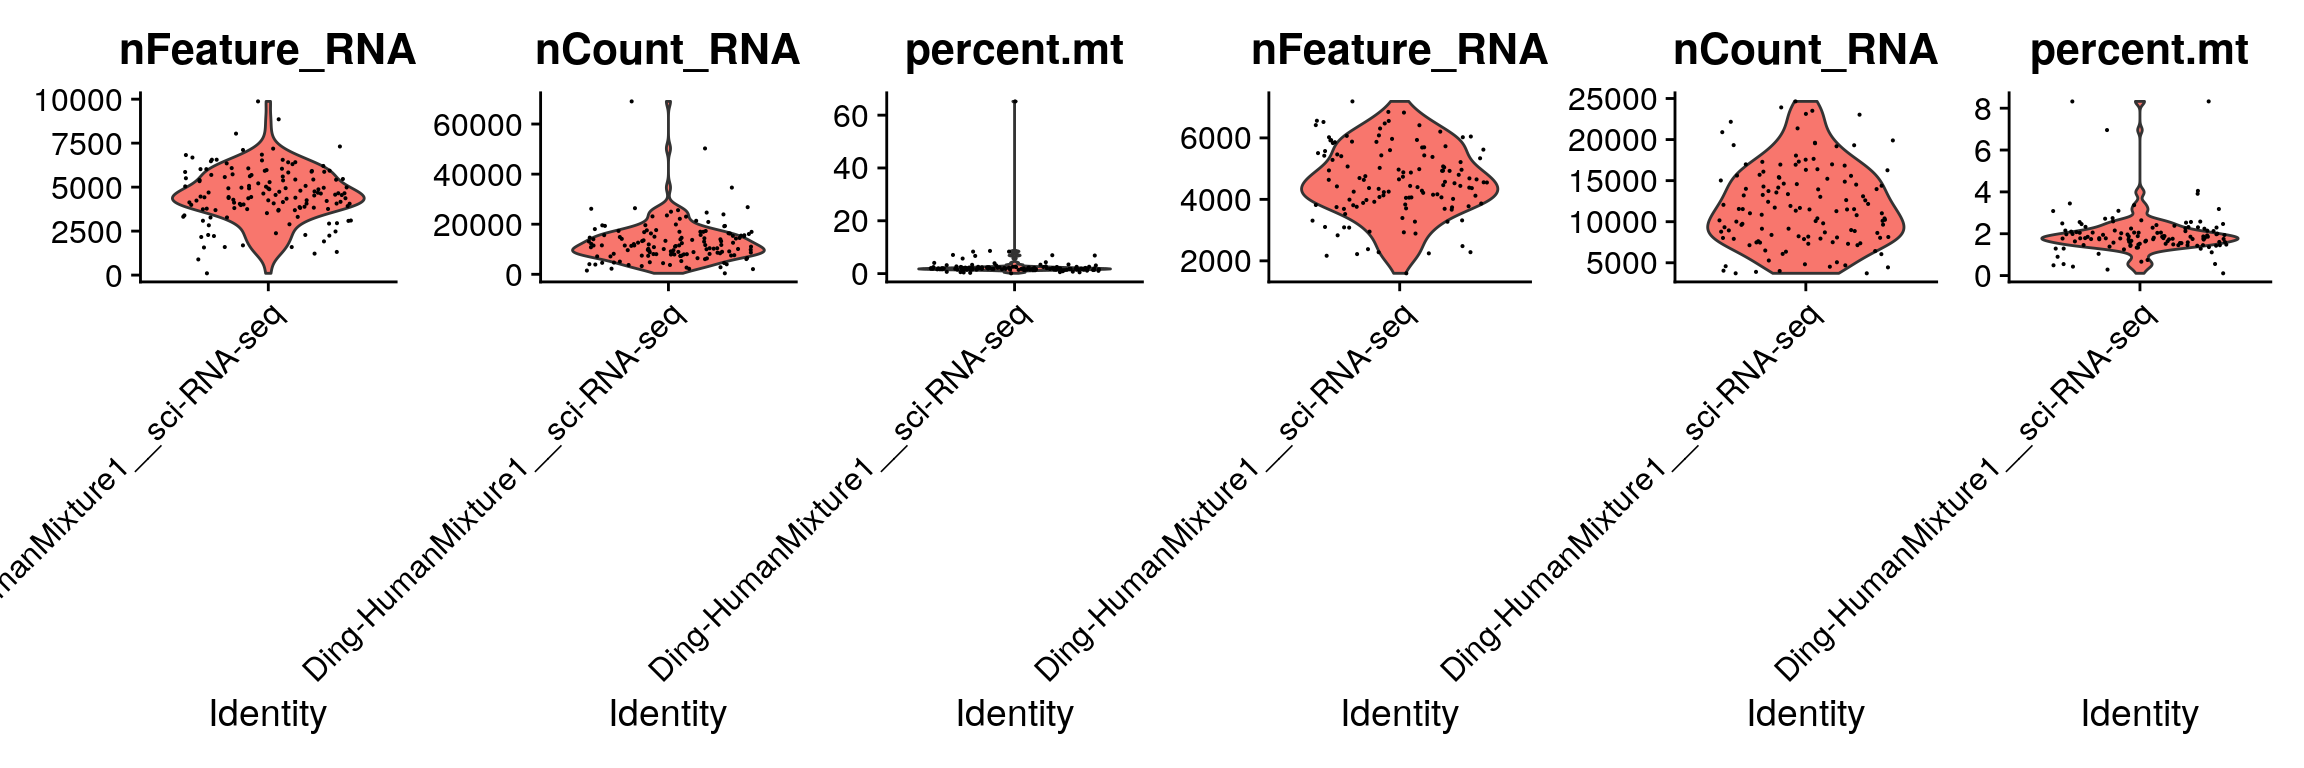 nFeature_RNA
nCount_RNA
percent.mt
nFeature_RNA
nCount_RNA
percent.mt
10000
7500
5000
2500
0
60000
40000
20000
0
60
40
20
0
6000
4000
2000
25000
20000
15000
10000
5000
8
6
4
2
0
manMixture1__sci-RNA-seq
Ding-HumanMixture1__sci-RNA-seq
Ding-HumanMixture1__sci-RNA-seq
Ding-HumanMixture1__sci-RNA-seq
Ding-HumanMixture1__sci-RNA-seq
Ding-HumanMixture1__sci-RNA-seq
Identity
Identity
Identity
Identity
Identity
Identity